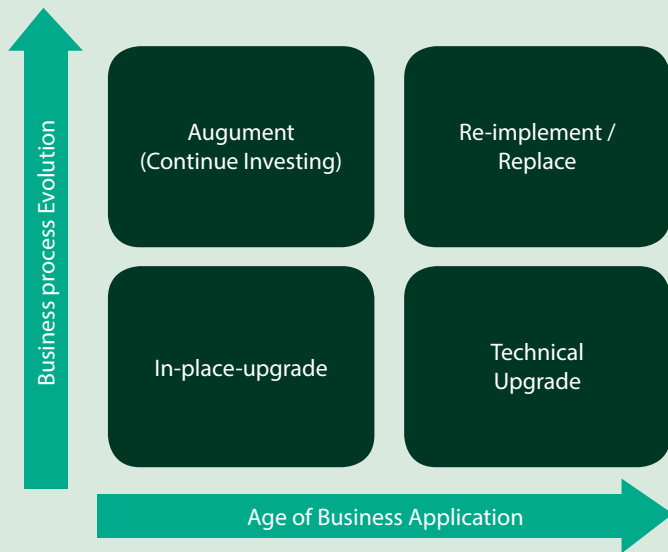 Business process Evolution
Augument
(Continue Investing)
Re-implement /
Replace
In-place-upgrade
Technical
Upgrade
Age of Business Application